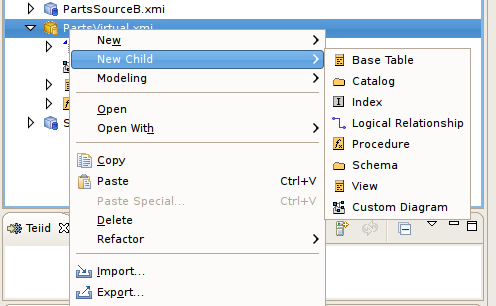 PartsSourceB.xmi
PartsVirtual.xmi
New
New Child
Modeling
Open
Open With
Copy
Paste Ctrl+V
Paste Special... Ctrl+V
Delete
Refactor
Import...
Export...
Base Table
Catalog
Index
Logical Relationship
Procedure
Schema
View
Custom Diagram
S
Teiid